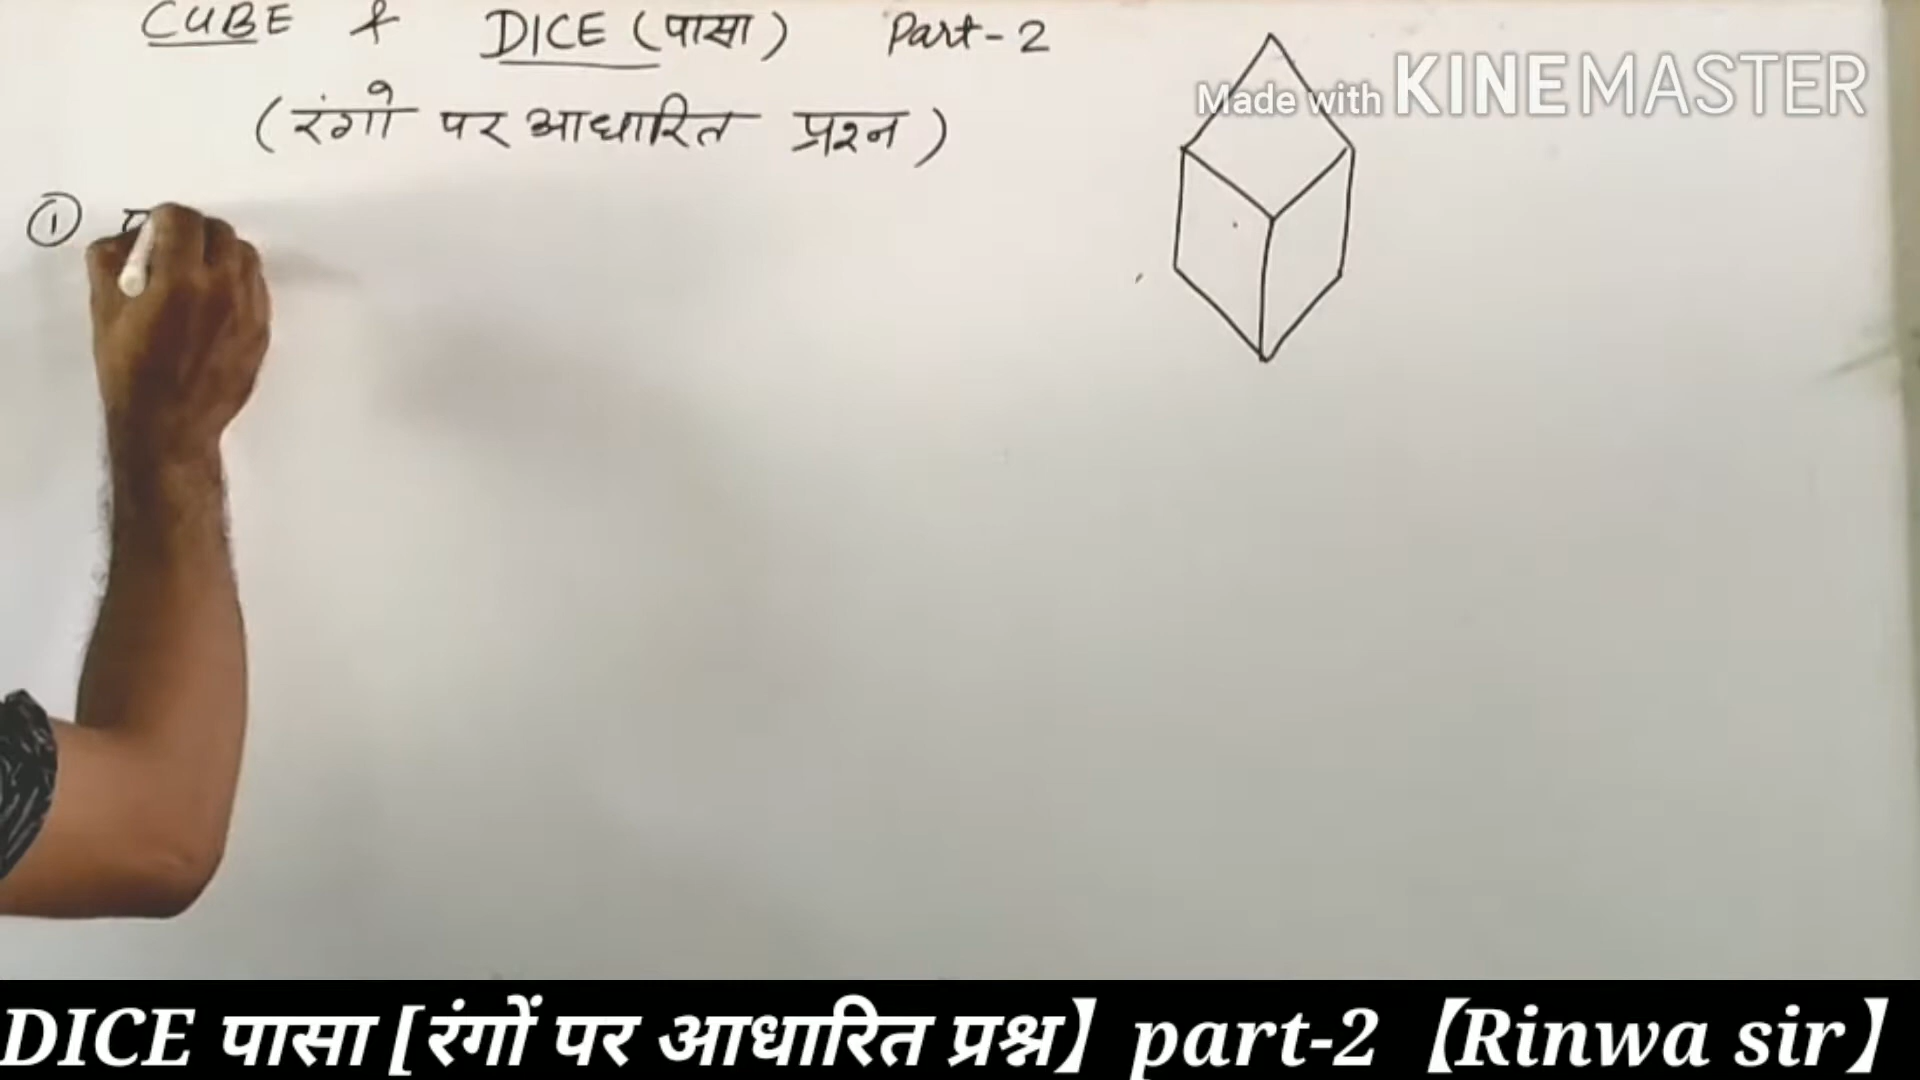 CUBE & DICE (पासा) Part-2
(रंगो पर आधारित प्रश्न)
Made with KINEMASTER
①
DICE पासा [रंगों पर आधारित प्रश्न】 part-2 【Rinwa sir】